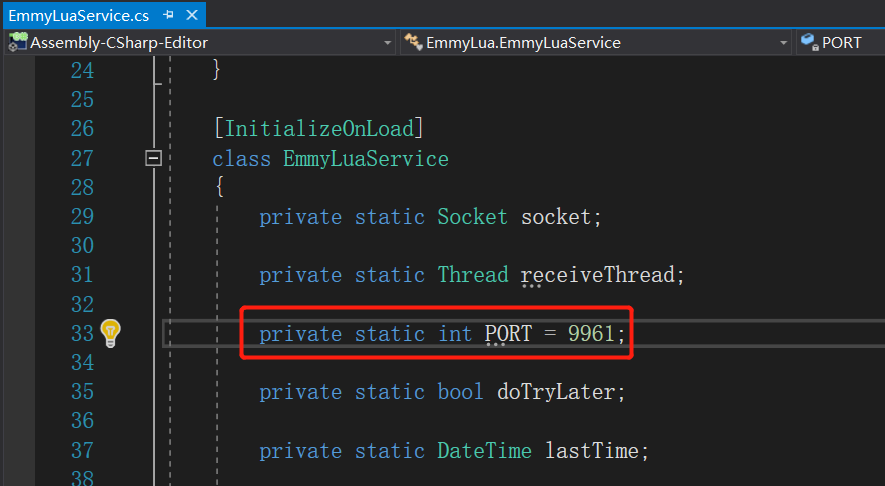 EmmyLuaService.cs
Assembly-CSharp-Editor EmmyLua.EmmyLuaService PORT
24 }
25
26 [InitializeOnLoad]
27 class EmmyLuaService
28 {
29 private static Socket socket;
30
31 private static Thread receiveThread;
32
33 private static int PORT = 9961;
34
35 private static bool doTryLater;
36
37 private static DateTime lastTime;
38